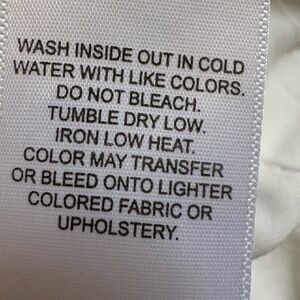 WASH INSIDE OUT IN COLD
WATER WITH LIKE COLORS.
DO NOT BLEACH.
TUMBLE DRY LOW.
IRON LOW HEAT.
COLOR MAY TRANSFER
OR BLEED ONTO LIGHTER
COLORED FABRIC OR
UPHOLSTERY.